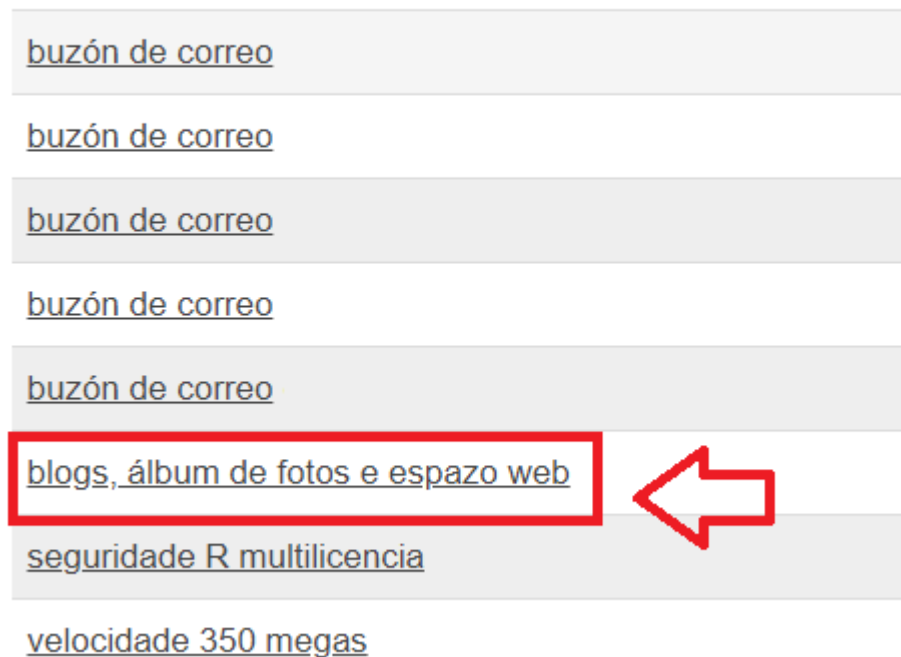 buzón de correo
buzón de correo
buzón de correo
buzón de correo
buzón de correo
blogs, álbum de fotos e espazo web
seguridade R multilicencia
velocidade 350 megas